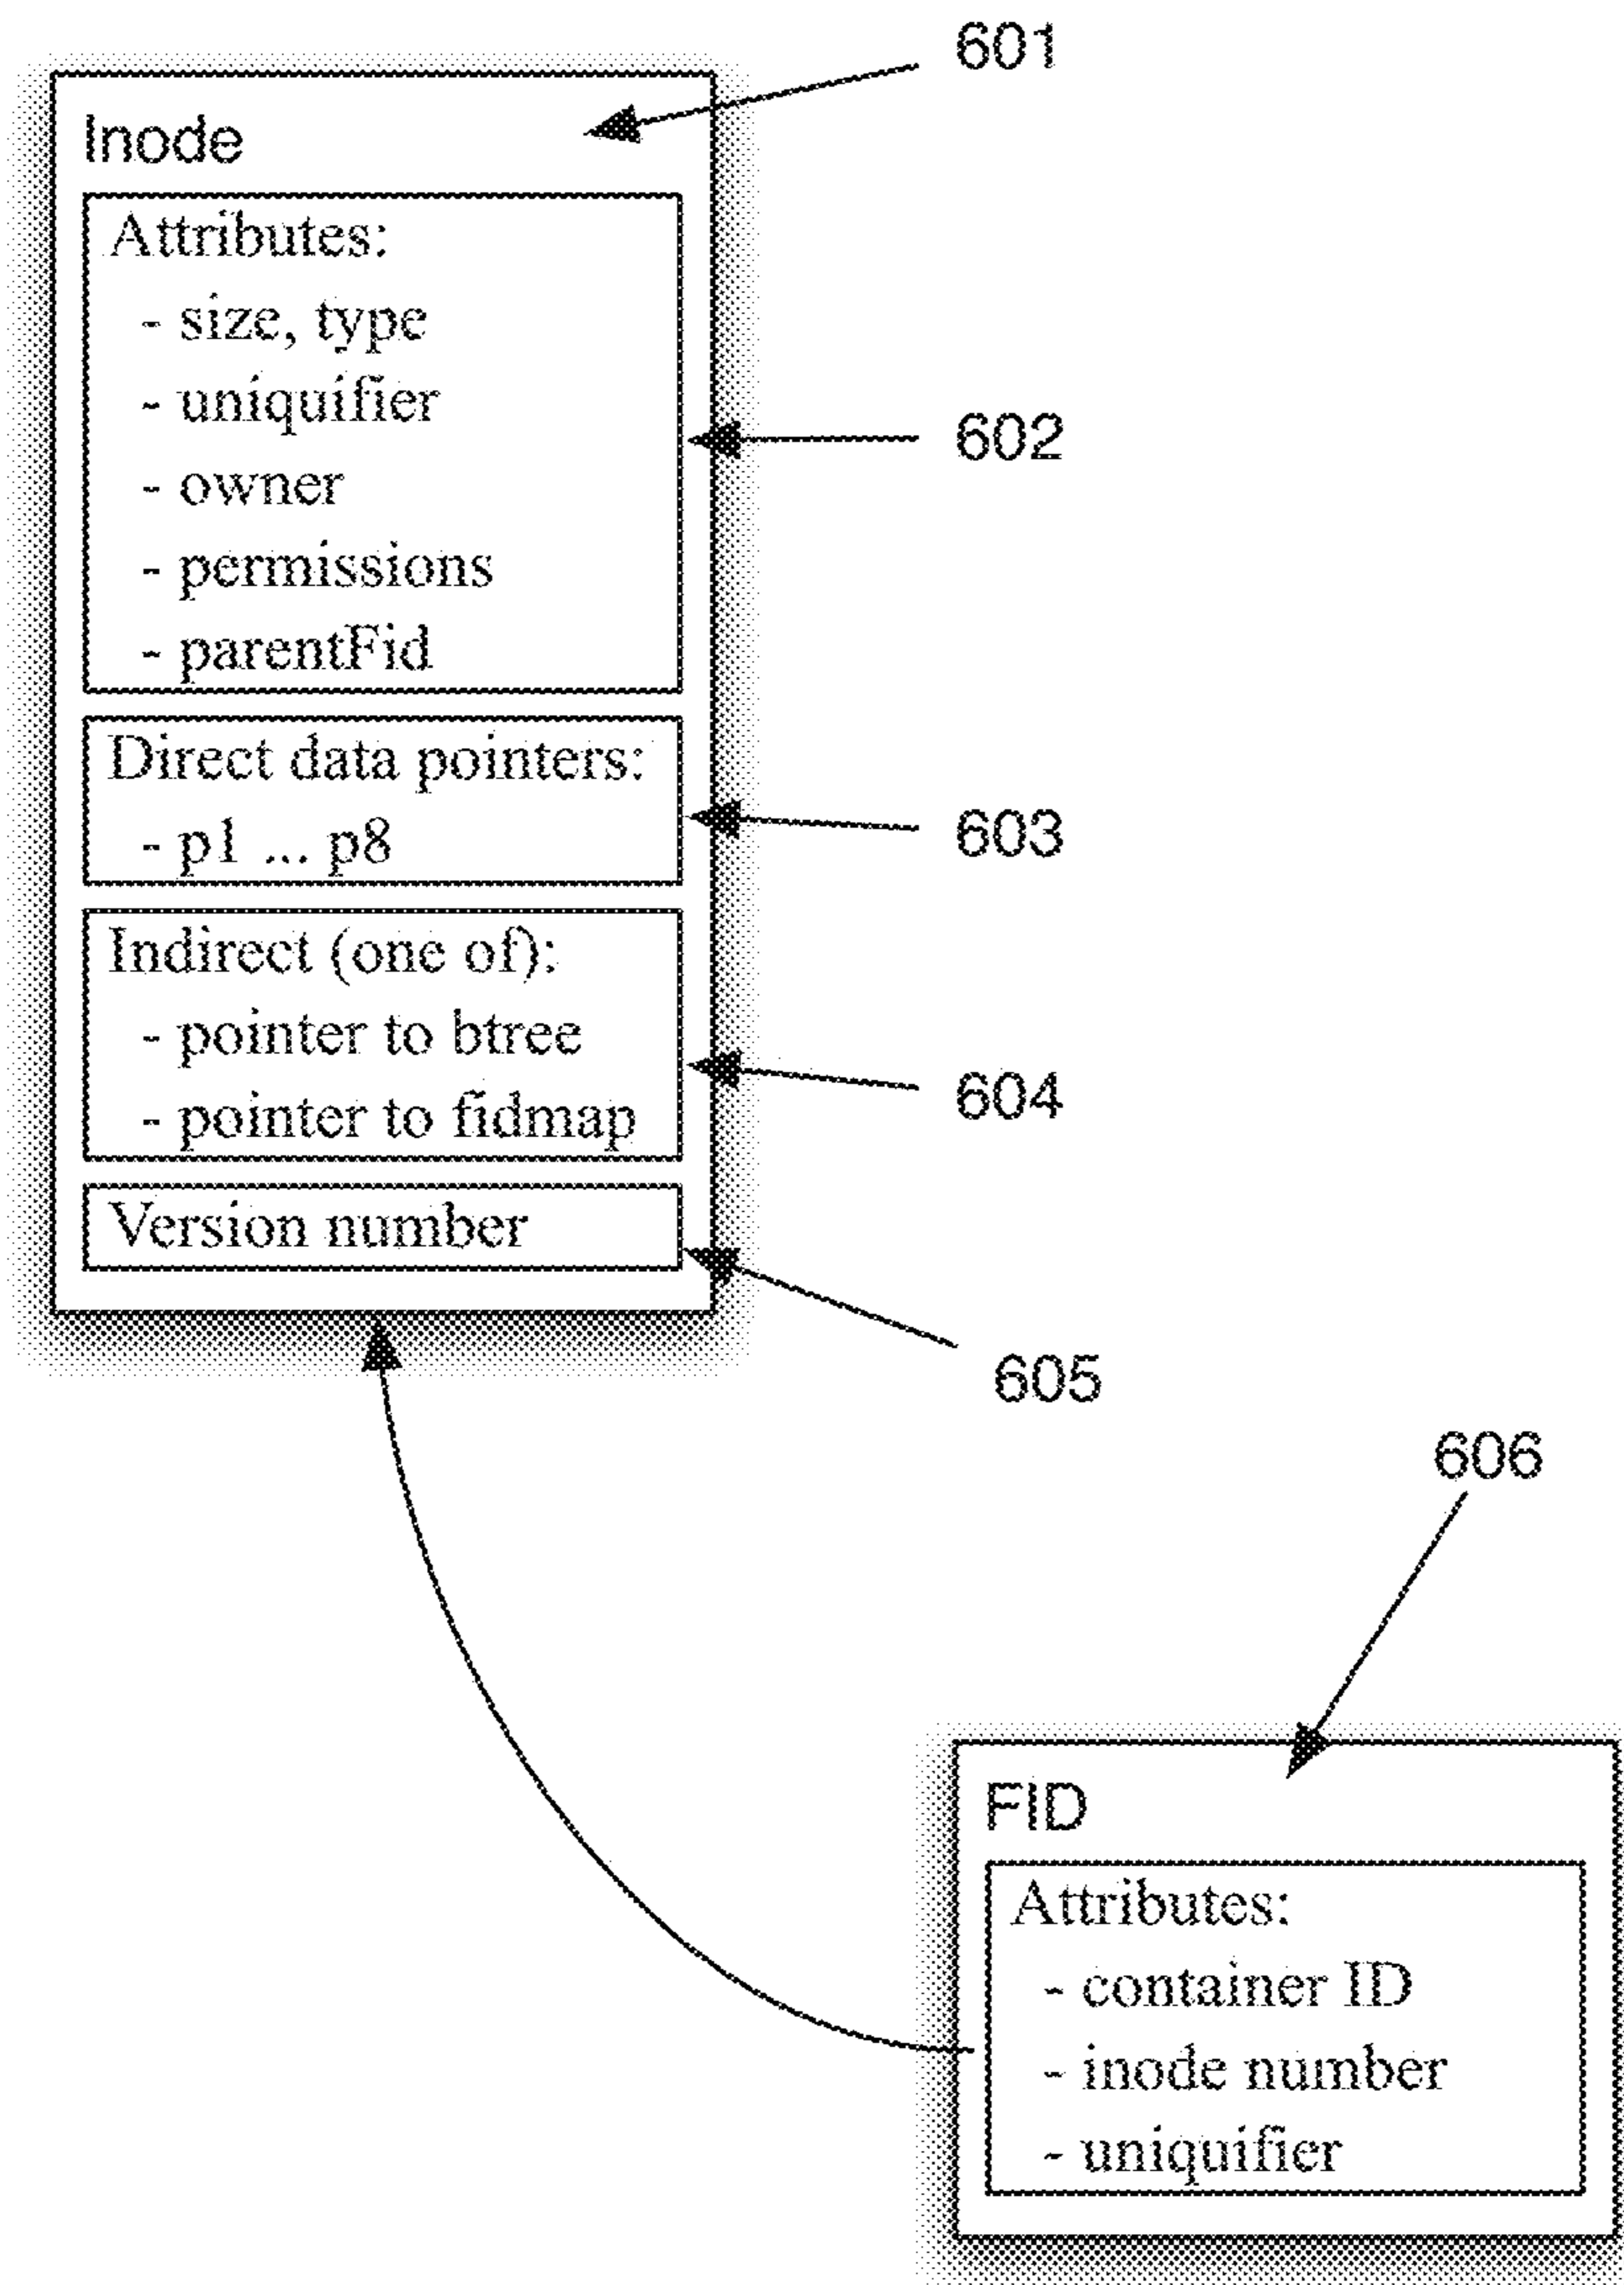 601
Inode
Attributes:
- size, type
- uniquifier
- owner
- permissions
- parentFid
602
Direct data pointers:
- p1 ... p8
603
Indirect (one of):
- pointer to btree
- pointer to fidmap
604
Version number
605
606
FID
Attributes:
- container ID
- inode number
- uniquifier